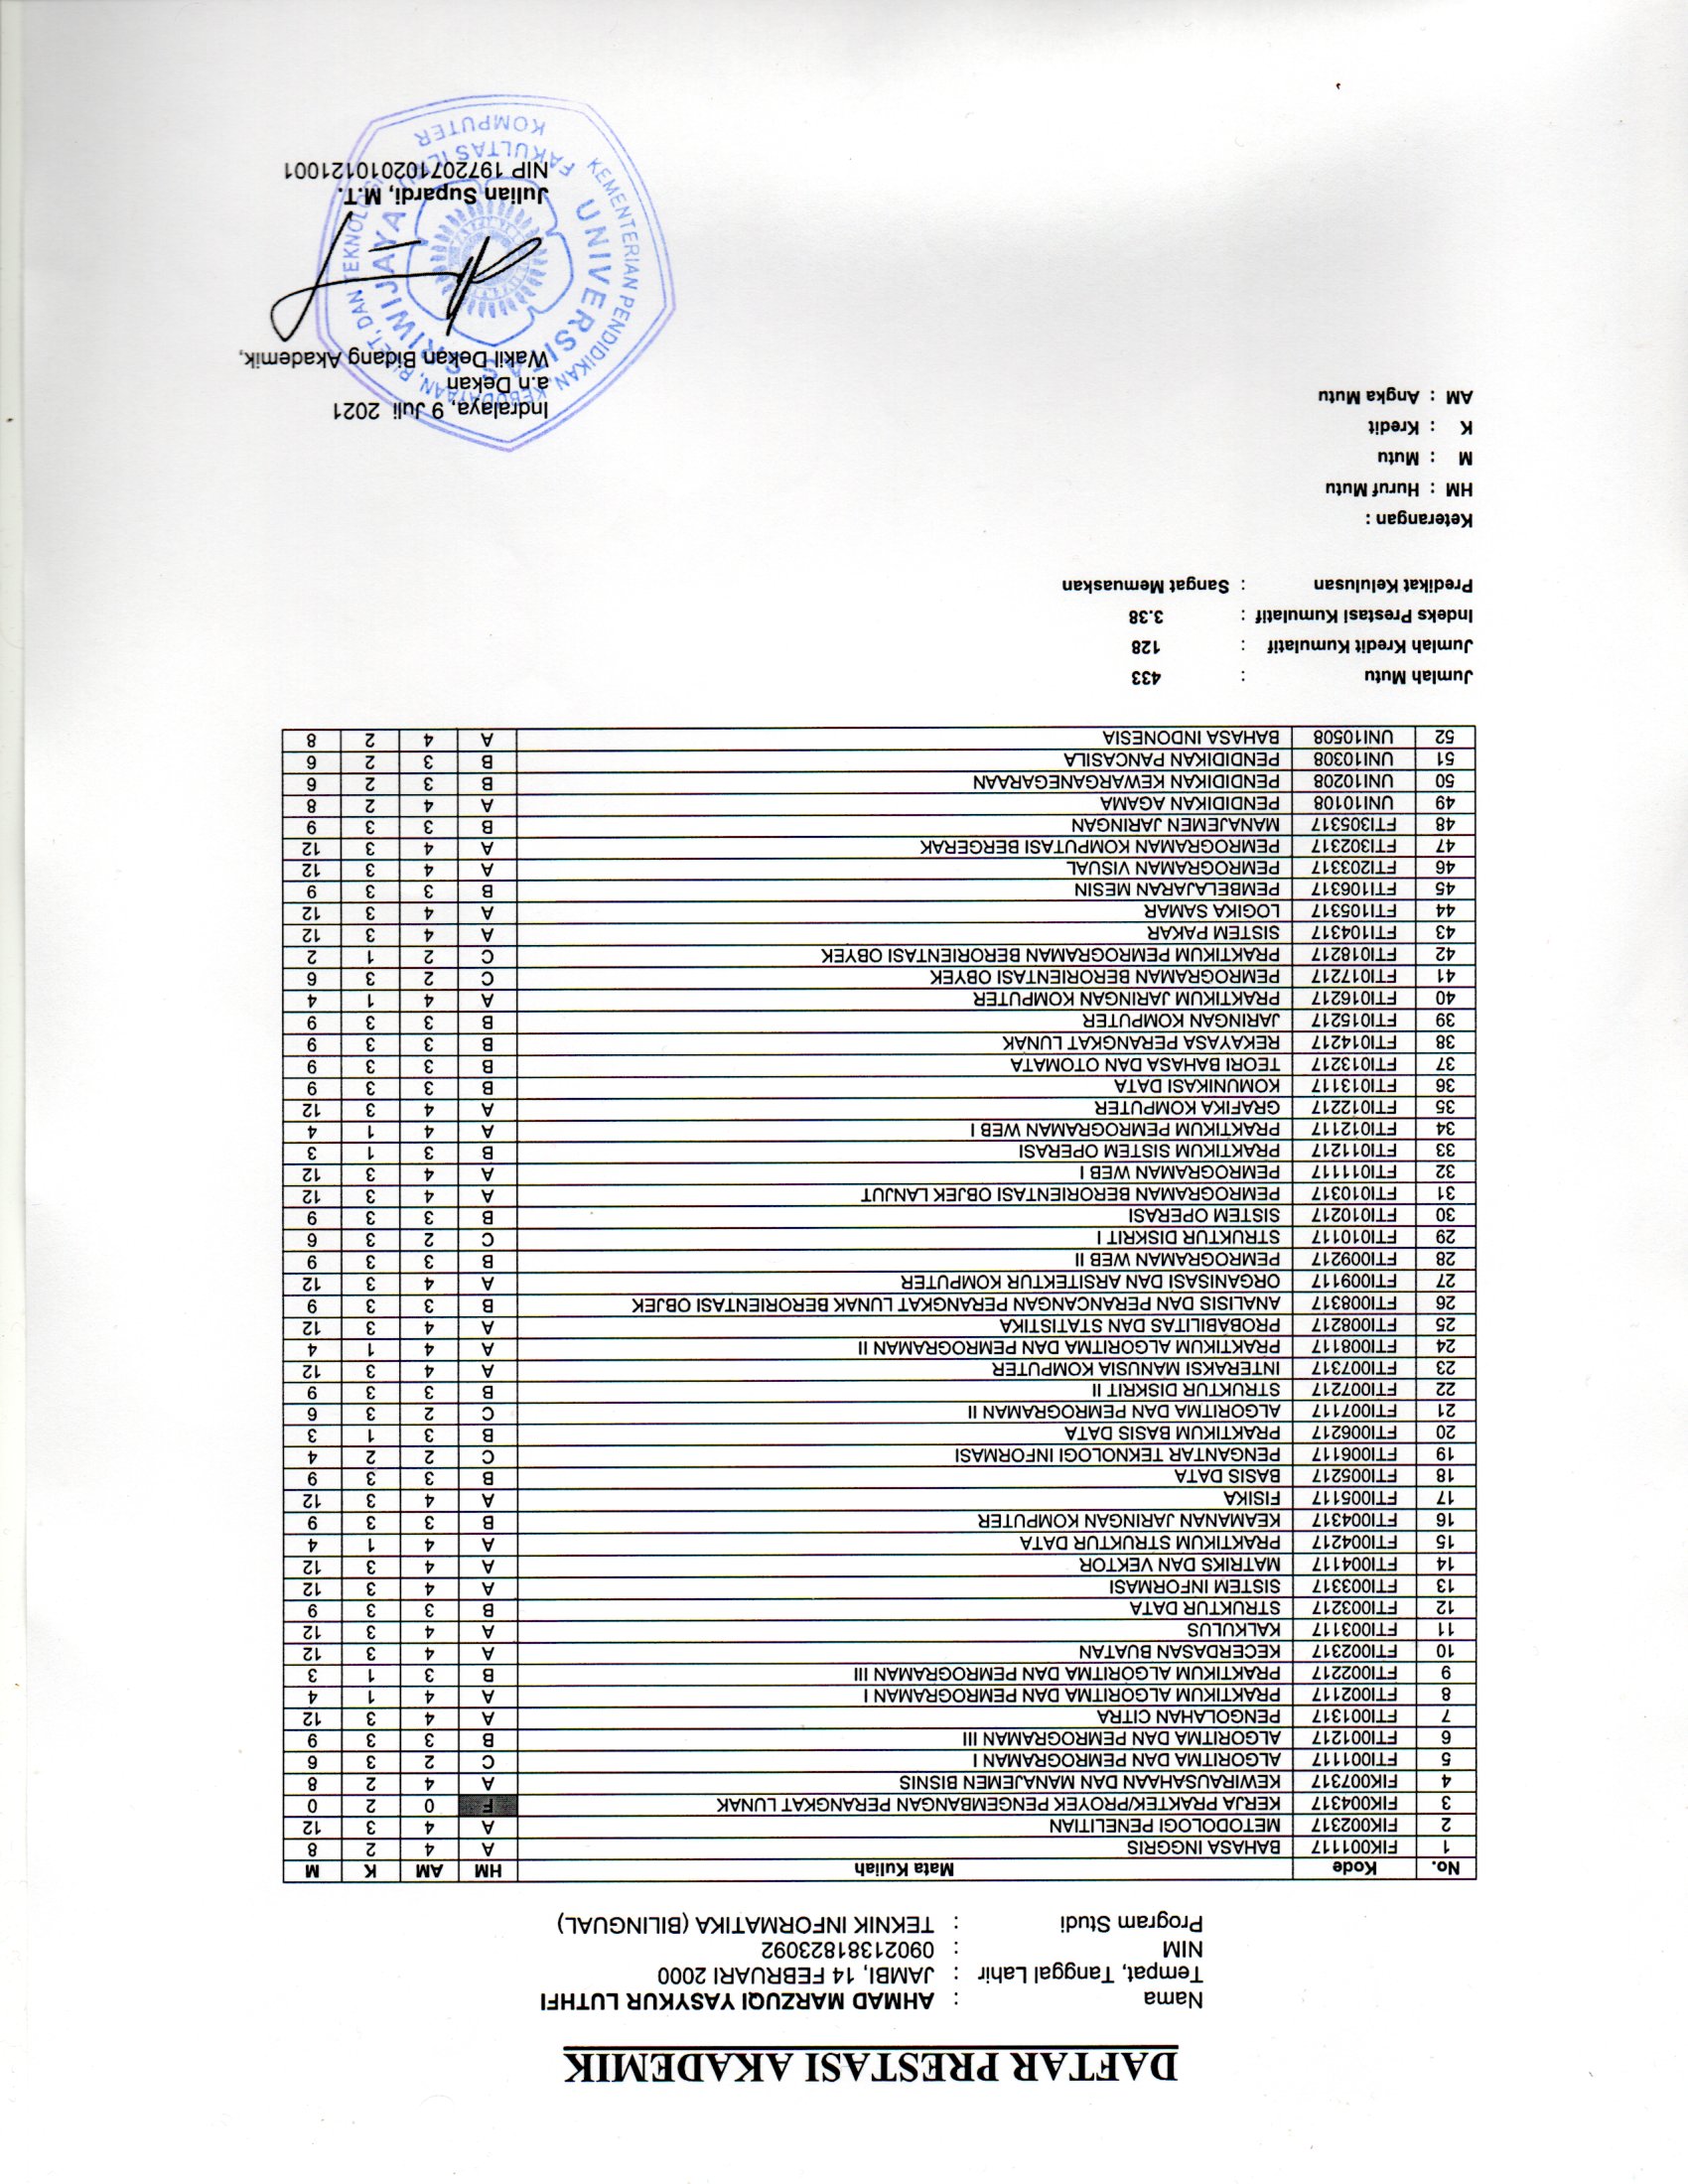 DAFTAR PRESTASI AKADEMIK
Nama : AHMAD MARZUQI YASYKUR LUTHFI
Tempat, Tanggal Lahir : JAMBI, 14 FEBRUARI 2000
NIM : 09021381823092
Program Studi : TEKNIK INFORMATIKA (BILINGUAL)
No. Kode Mata Kuliah HM AM K M
1 FIK001117 BAHASA INGGRIS A 4 2 8
2 FIK002317 METODOLOGI PENELITIAN A 4 3 12
3 FIK004317 KERJA PRAKTEK/PROYEK PENGEMBANGAN PERANGKAT LUNAK F 0 2 0
4 FIK007317 KEWIRAUSAHAAN DAN MANAJEMEN BISNIS A 4 2 8
5 FTI001117 ALGORITMA DAN PEMROGRAMAN I C 2 3 6
6 FTI001217 ALGORITMA DAN PEMROGRAMAN III B 3 3 9
7 FTI001317 PENGOLAHAN CITRA A 4 3 12
8 FTI002117 PRAKTIKUM ALGORITMA DAN PEMROGRAMAN I A 4 1 4
9 FTI002217 PRAKTIKUM ALGORITMA DAN PEMROGRAMAN III B 3 1 3
10 FTI002317 KECERDASAN BUATAN A 4 3 12
11 FTI003117 KALKULUS A 4 3 12
12 FTI003217 STRUKTUR DATA B 3 3 9
13 FTI003317 SISTEM INFORMASI A 4 3 12
14 FTI004117 MATRIKS DAN VEKTOR A 4 3 12
15 FTI004217 PRAKTIKUM STRUKTUR DATA A 4 1 4
16 FTI004317 KEAMANAN JARINGAN KOMPUTER B 3 3 9
17 FTI005117 FISIKA A 4 3 12
18 FTI005217 BASIS DATA B 3 3 9
19 FTI006117 PENGANTAR TEKNOLOGI INFORMASI C 2 2 4
20 FTI006217 PRAKTIKUM BASIS DATA B 3 1 3
21 FTI007117 ALGORITMA DAN PEMROGRAMAN II C 2 3 6
22 FTI007217 STRUKTUR DISKRIT II B 3 3 9
23 FTI007317 INTERAKSI MANUSIA KOMPUTER A 4 3 12
24 FTI008117 PRAKTIKUM ALGORITMA DAN PEMROGRAMAN II A 4 1 4
25 FTI008217 PROBABILITAS DAN STATISTIKA A 4 3 12
26 FTI008317 ANALISIS DAN PERANCANGAN PERANGKAT LUNAK BERORIENTASI OBJEK B 3 3 9
27 FTI009117 ORGANISASI DAN ARSITEKTUR KOMPUTER A 4 3 12
28 FTI009217 PEMROGRAMAN WEB II B 3 3 9
29 FTI010117 STRUKTUR DISKRIT I C 2 3 6
30 FTI010217 SISTEM OPERASI B 3 3 9
31 FTI010317 PEMROGRAMAN BERORIENTASI OBJEK LANJUT A 4 3 12
32 FTI011117 PEMROGRAMAN WEB I A 4 3 12
33 FTI011217 PRAKTIKUM SISTEM OPERASI B 3 1 3
34 FTI012117 PRAKTIKUM PEMROGRAMAN WEB I A 4 1 4
35 FTI012217 GRAFIKA KOMPUTER A 4 3 12
36 FTI013117 KOMUNIKASI DATA B 3 3 9
37 FTI013217 TEORI BAHASA DAN OTOMATA B 3 3 9
38 FTI014217 REKAYASA PERANGKAT LUNAK B 3 3 9
39 FTI015217 JARINGAN KOMPUTER B 3 3 9
40 FTI016217 PRAKTIKUM JARINGAN KOMPUTER A 4 1 4
41 FTI017217 PEMROGRAMAN BERORIENTASI OBYEK C 2 3 6
42 FTI018217 PRAKTIKUM PEMROGRAMAN BERORIENTASI OBYEK C 2 1 2
43 FTI104317 SISTEM PAKAR A 4 3 12
44 FTI105317 LOGIKA SAMAR A 4 3 12
45 FTI106317 PEMBELAJARAN MESIN B 3 3 9
46 FTI203317 PEMROGRAMAN VISUAL A 4 3 12
47 FTI302317 PEMROGRAMAN KOMPUTASI BERGERAK A 4 3 12
48 FTI305317 MANAJEMEN JARINGAN B 3 3 9
49 UNI10108 PENDIDIKAN AGAMA A 4 2 8
50 UNI10208 PENDIDIKAN KEWARGANEGARAAN B 3 2 6
51 UNI10308 PENDIDIKAN PANCASILA B 3 2 6
52 UNI10508 BAHASA INDONESIA A 4 2 8
Jumlah Mutu : 433
Jumlah Kredit Kumulatif : 128
Indeks Prestasi Kumulatif : 3.38
Predikat Kelulusan : Sangat Memuaskan
Keterangan :
HM : Huruf Mutu
M : Mutu
K : Kredit
AM : Angka Mutu
Indralaya, 9 Juli 2021
a.n Dekan
Wakil Dekan Bidang Akademik,
KEMENTERIAN PENDIDIKAN, KEBUDAYAAN, RISET, DAN TEKNOLOGI
UNIVERSITAS SRIWIJAYA
FAKULTAS ILMU
KOMPUTER
Julian Supardi, M.T.
NIP 197207102010121001